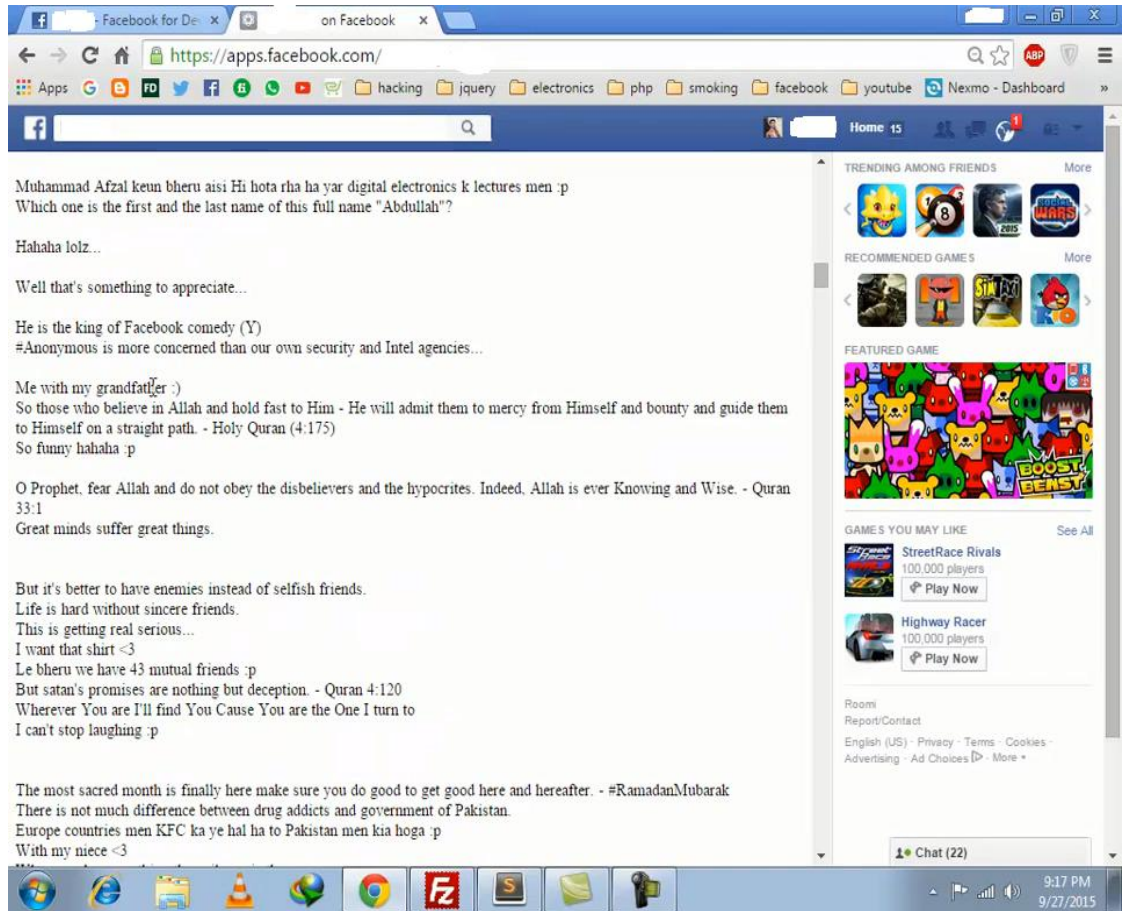 - Facebook for De
on Facebook
https://apps.facebook.com/
ABP
Apps
FD
hacking
jquery
electronics
php
smoking
facebook
youtube
Nexmo - Dashboard
»
Home 15
1
Muhammad Afzal keun bheru aisi Hi hota rha ha yar digital electronics k lectures men :p
Which one is the first and the last name of this full name "Abdullah"?
Hahaha lolz...
Well that's something to appreciate...
He is the king of Facebook comedy (Y)
#Anonymous is more concerned than our own security and Intel agencies...
Me with my grandfather :)
So those who believe in Allah and hold fast to Him - He will admit them to mercy from Himself and bounty and guide them
to Himself on a straight path. - Holy Quran (4:175)
So funny hahaha :p
O Prophet, fear Allah and do not obey the disbelievers and the hypocrites. Indeed, Allah is ever Knowing and Wise. - Quran
33:1
Great minds suffer great things.
But it's better to have enemies instead of selfish friends.
Life is hard without sincere friends.
This is getting real serious...
I want that shirt <3
Le bheru we have 43 mutual friends :p
But satan's promises are nothing but deception. - Quran 4:120
Wherever You are I'll find You Cause You are the One I turn to
I can't stop laughing :p
The most sacred month is finally here make sure you do good to get good here and hereafter. - #RamadanMubarak
There is not much difference between drug addicts and government of Pakistan.
Europe countries men KFC ka ye hal ha to Pakistan men kia hoga :p
With my niece <3
TRENDING AMONG FRIENDS
More
8
2015
SOCIAL WARS
RECOMMENDED GAMES
More
SIM TAXI
RIO
FEATURED GAME
BOOST BEAST
GAMES YOU MAY LIKE
See All
StreetRace Rivals
100,000 players
Play Now
Highway Racer
100,000 players
Play Now
Roomi
Report/Contact
English (US) · Privacy · Terms · Cookies ·
Advertising · Ad Choices · More
Chat (22)
9:17 PM
9/27/2015